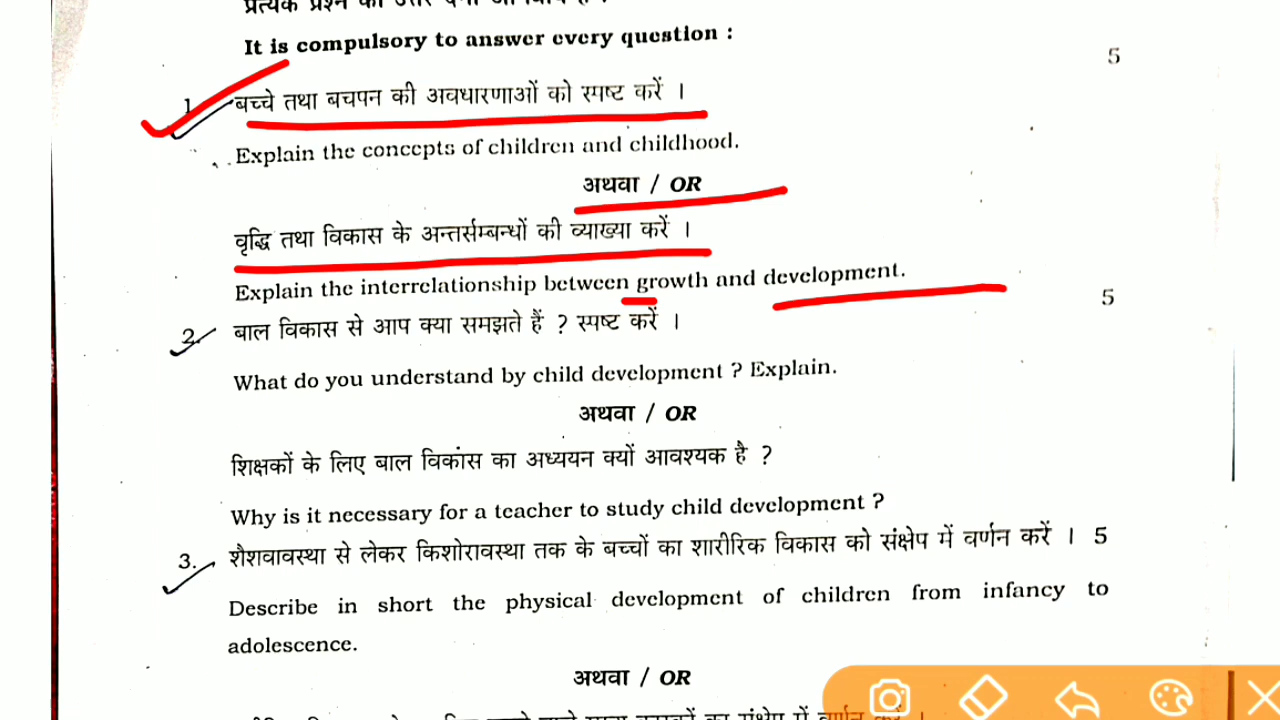 It is compulsory to answer every question :
5
1. बच्चे तथा बचपन की अवधारणाओं को स्पष्ट करें ।
Explain the concepts of children and childhood.
अथवा / OR
वृद्धि तथा विकास के अन्तर्सम्बन्धों की व्याख्या करें ।
Explain the interrelationship between growth and development.
5
2. बाल विकास से आप क्या समझते हैं ? स्पष्ट करें ।
What do you understand by child development ? Explain.
अथवा / OR
शिक्षकों के लिए बाल विकास का अध्ययन क्यों आवश्यक है ?
Why is it necessary for a teacher to study child development ?
3. शैशवावस्था से लेकर किशोरावस्था तक के बच्चों का शारीरिक विकास को संक्षेप में वर्णन करें । 5
Describe in short the physical development of children from infancy to
adolescence.
अथवा / OR